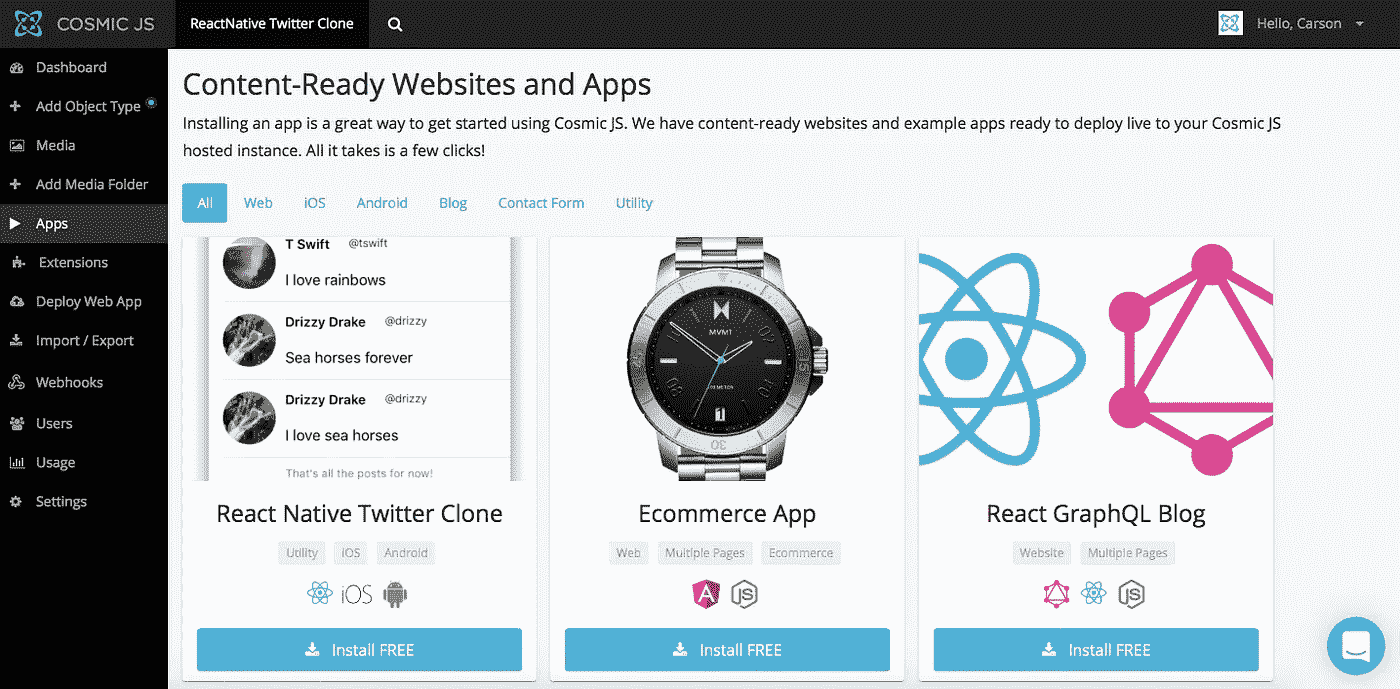 COSMIC JS
ReactNative Twitter Clone
Hello, Carson
Dashboard
Add Object Type
Media
Add Media Folder
Apps
Extensions
Deploy Web App
Import / Export
Webhooks
Users
Usage
Settings
Content-Ready Websites and Apps
Installing an app is a great way to get started using Cosmic JS. We have content-ready websites and example apps ready to deploy live to your Cosmic JS
hosted instance. All it takes is a few clicks!
All Web iOS Android Blog Contact Form Utility
T Swift @tswift
I love rainbows
Drizzy Drake @drizzy
Sea horses forever
Drizzy Drake @drizzy
I love sea horses
That's all the posts for now!
React Native Twitter Clone
Utility iOS Android
iOS
Install FREE
MVMT
1
30
Ecommerce App
Web Multiple Pages Ecommerce
A JS
Install FREE
React GraphQL Blog
Website Multiple Pages
JS
Install FREE